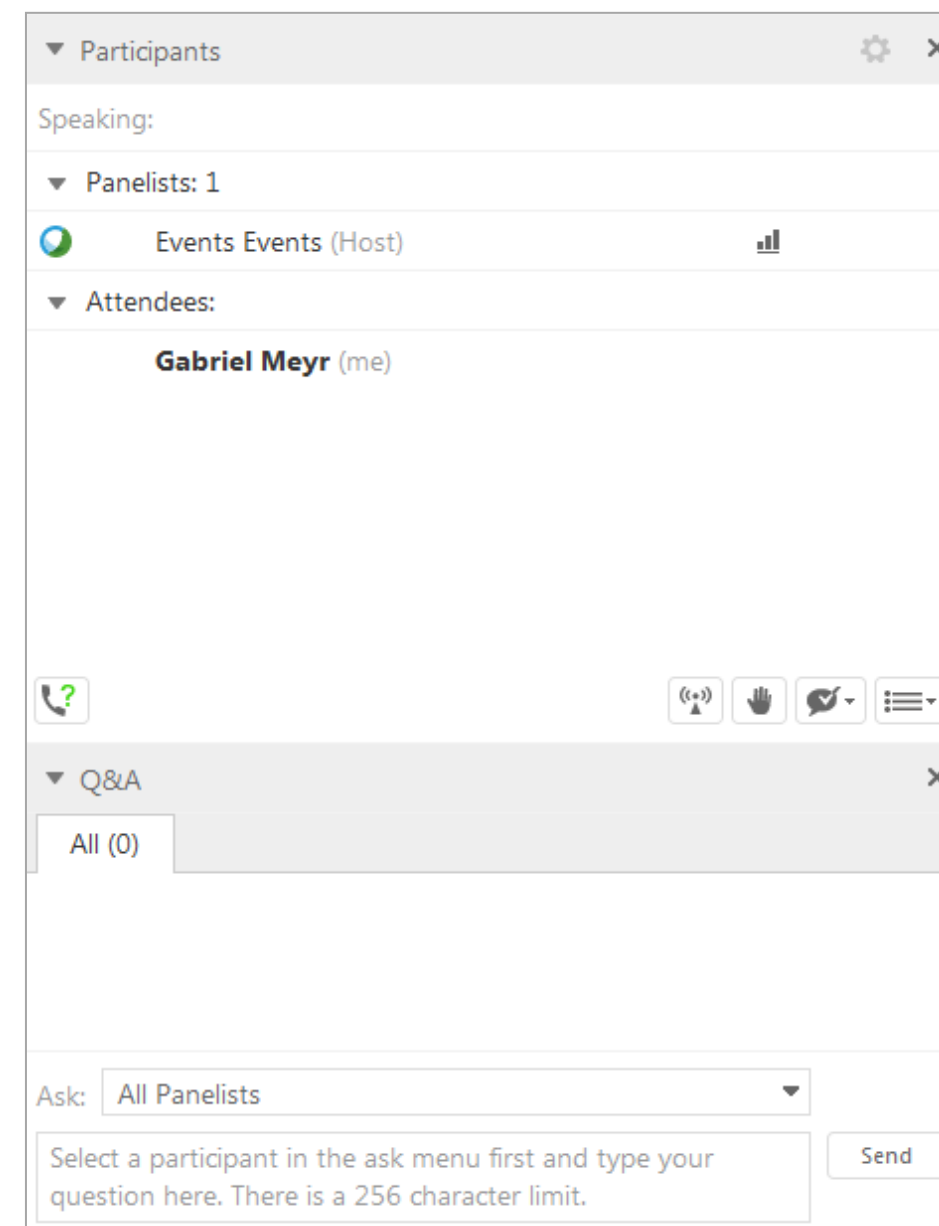 Participants
Speaking:
Panelists: 1
Events Events (Host)
Attendees:
Gabriel Meyr (me)
?
Q&A
All (0)
Ask: All Panelists
Select a participant in the ask menu first and type your
question here. There is a 256 character limit.
Send